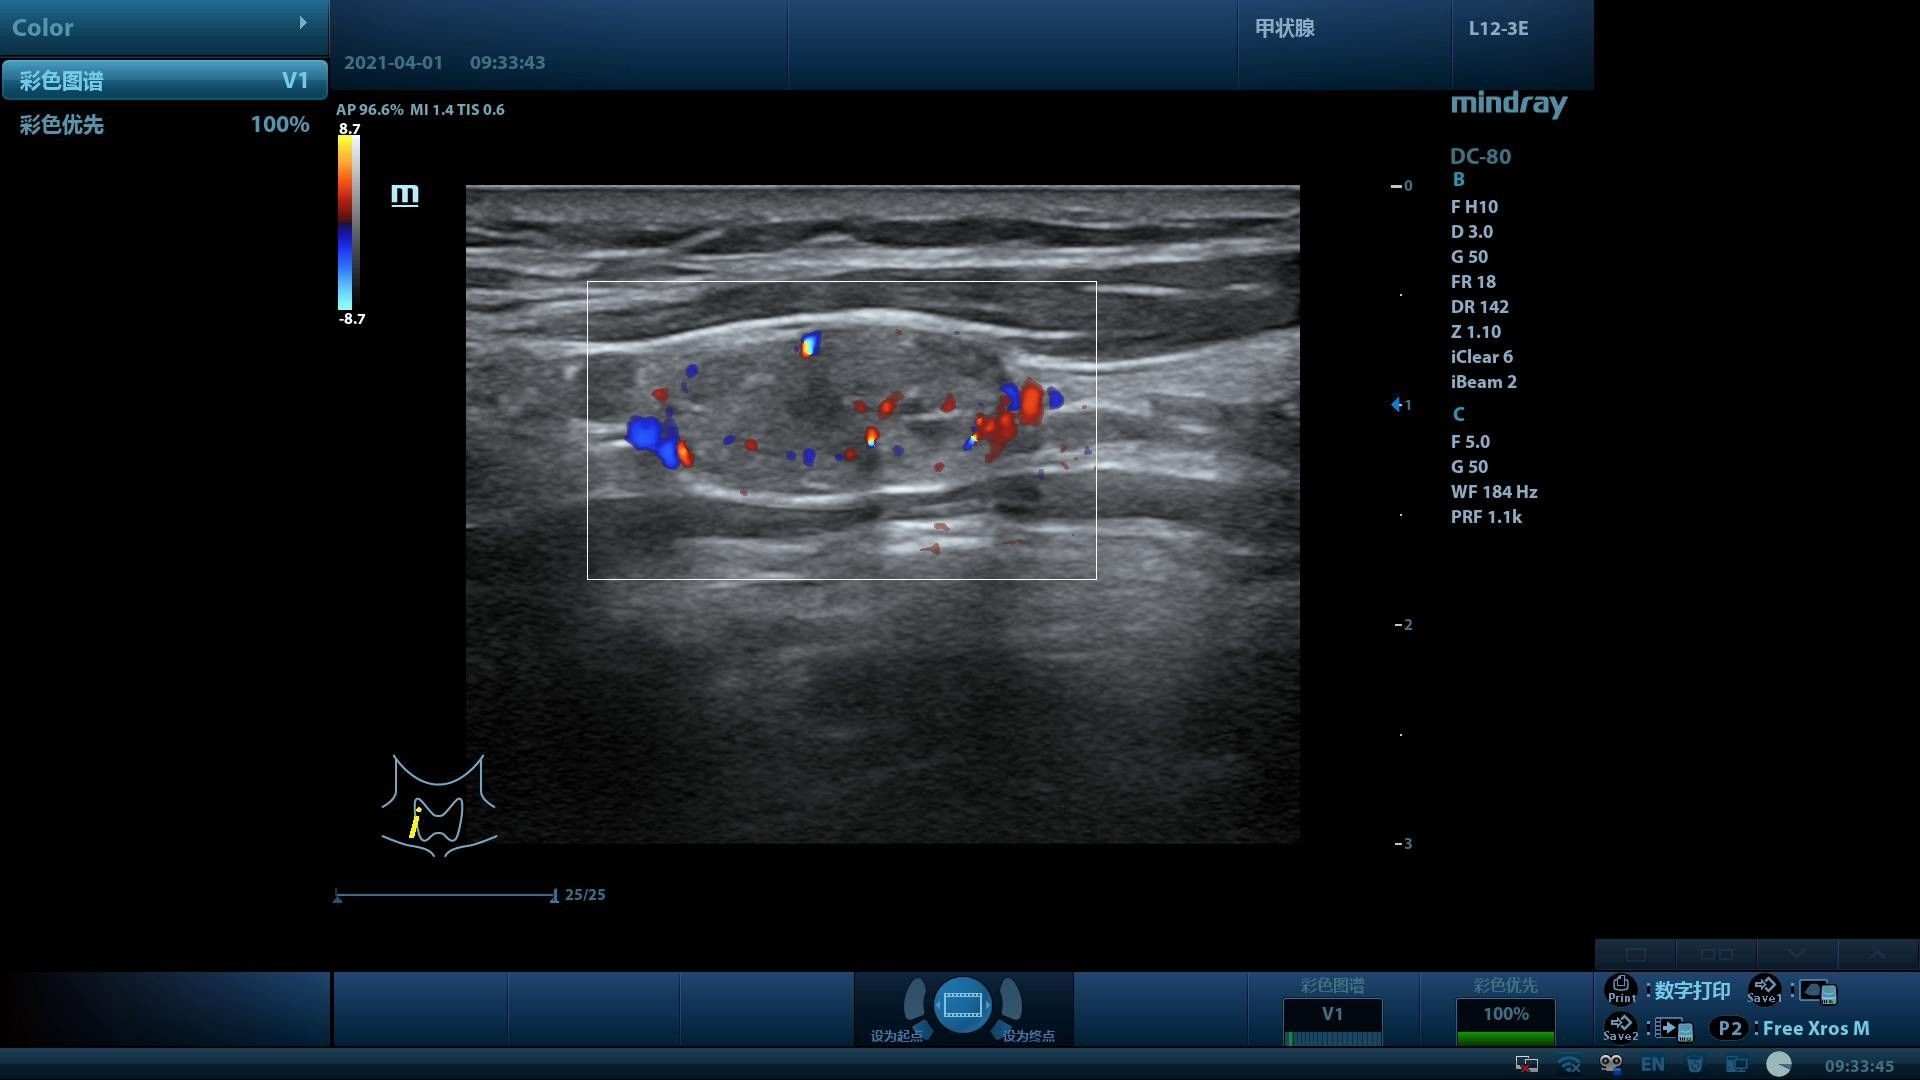 Color
彩色图谱 V1
彩色优先 100%
2021-04-01 09:33:43
甲状腺
L12-3E
AP 96.6% MI 1.4 TIS 0.6
8.7
-8.7
m
mindray
DC-80
B
F H10
D 3.0
G 50
FR 18
DR 142
Z 1.10
iClear 6
iBeam 2
C
F 5.0
G 50
WF 184 Hz
PRF 1.1k
0
1
2
3
25/25
设为起点
设为终点
彩色图谱
V1
彩色优先
100%
Print : 数字打印 Save1 :
Save2 : P2 : Free Xros M
EN
09:33:45